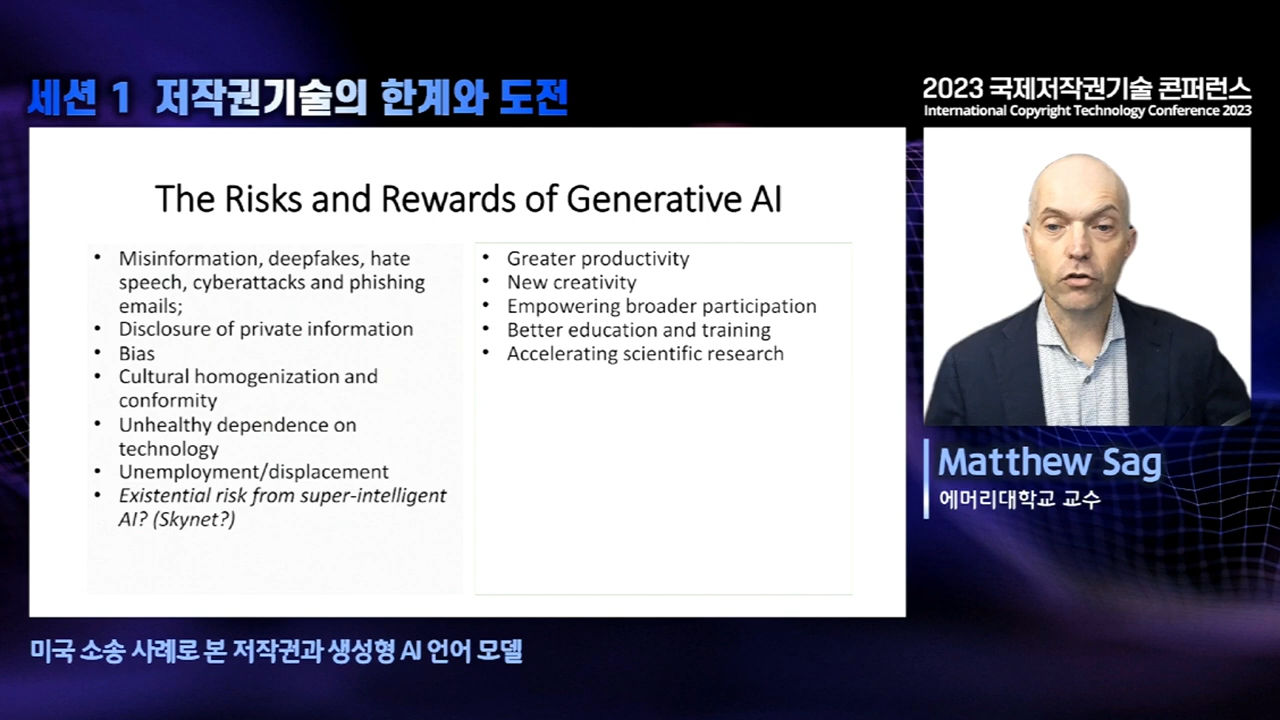 세션 1 저작권기술의 한계와 도전
2023 국제저작권기술 콘퍼런스
International Copyright Technology Conference 2023
The Risks and Rewards of Generative AI
• Misinformation, deepfakes, hate
speech, cyberattacks and phishing
emails;
• Disclosure of private information
• Bias
• Cultural homogenization and
conformity
• Unhealthy dependence on
technology
• Unemployment/displacement
• Existential risk from super-intelligent
AI? (Skynet?)
• Greater productivity
• New creativity
• Empowering broader participation
• Better education and training
• Accelerating scientific research
Matthew Sag
에머리대학교 교수
미국 소송 사례로 본 저작권과 생성형 AI 언어 모델